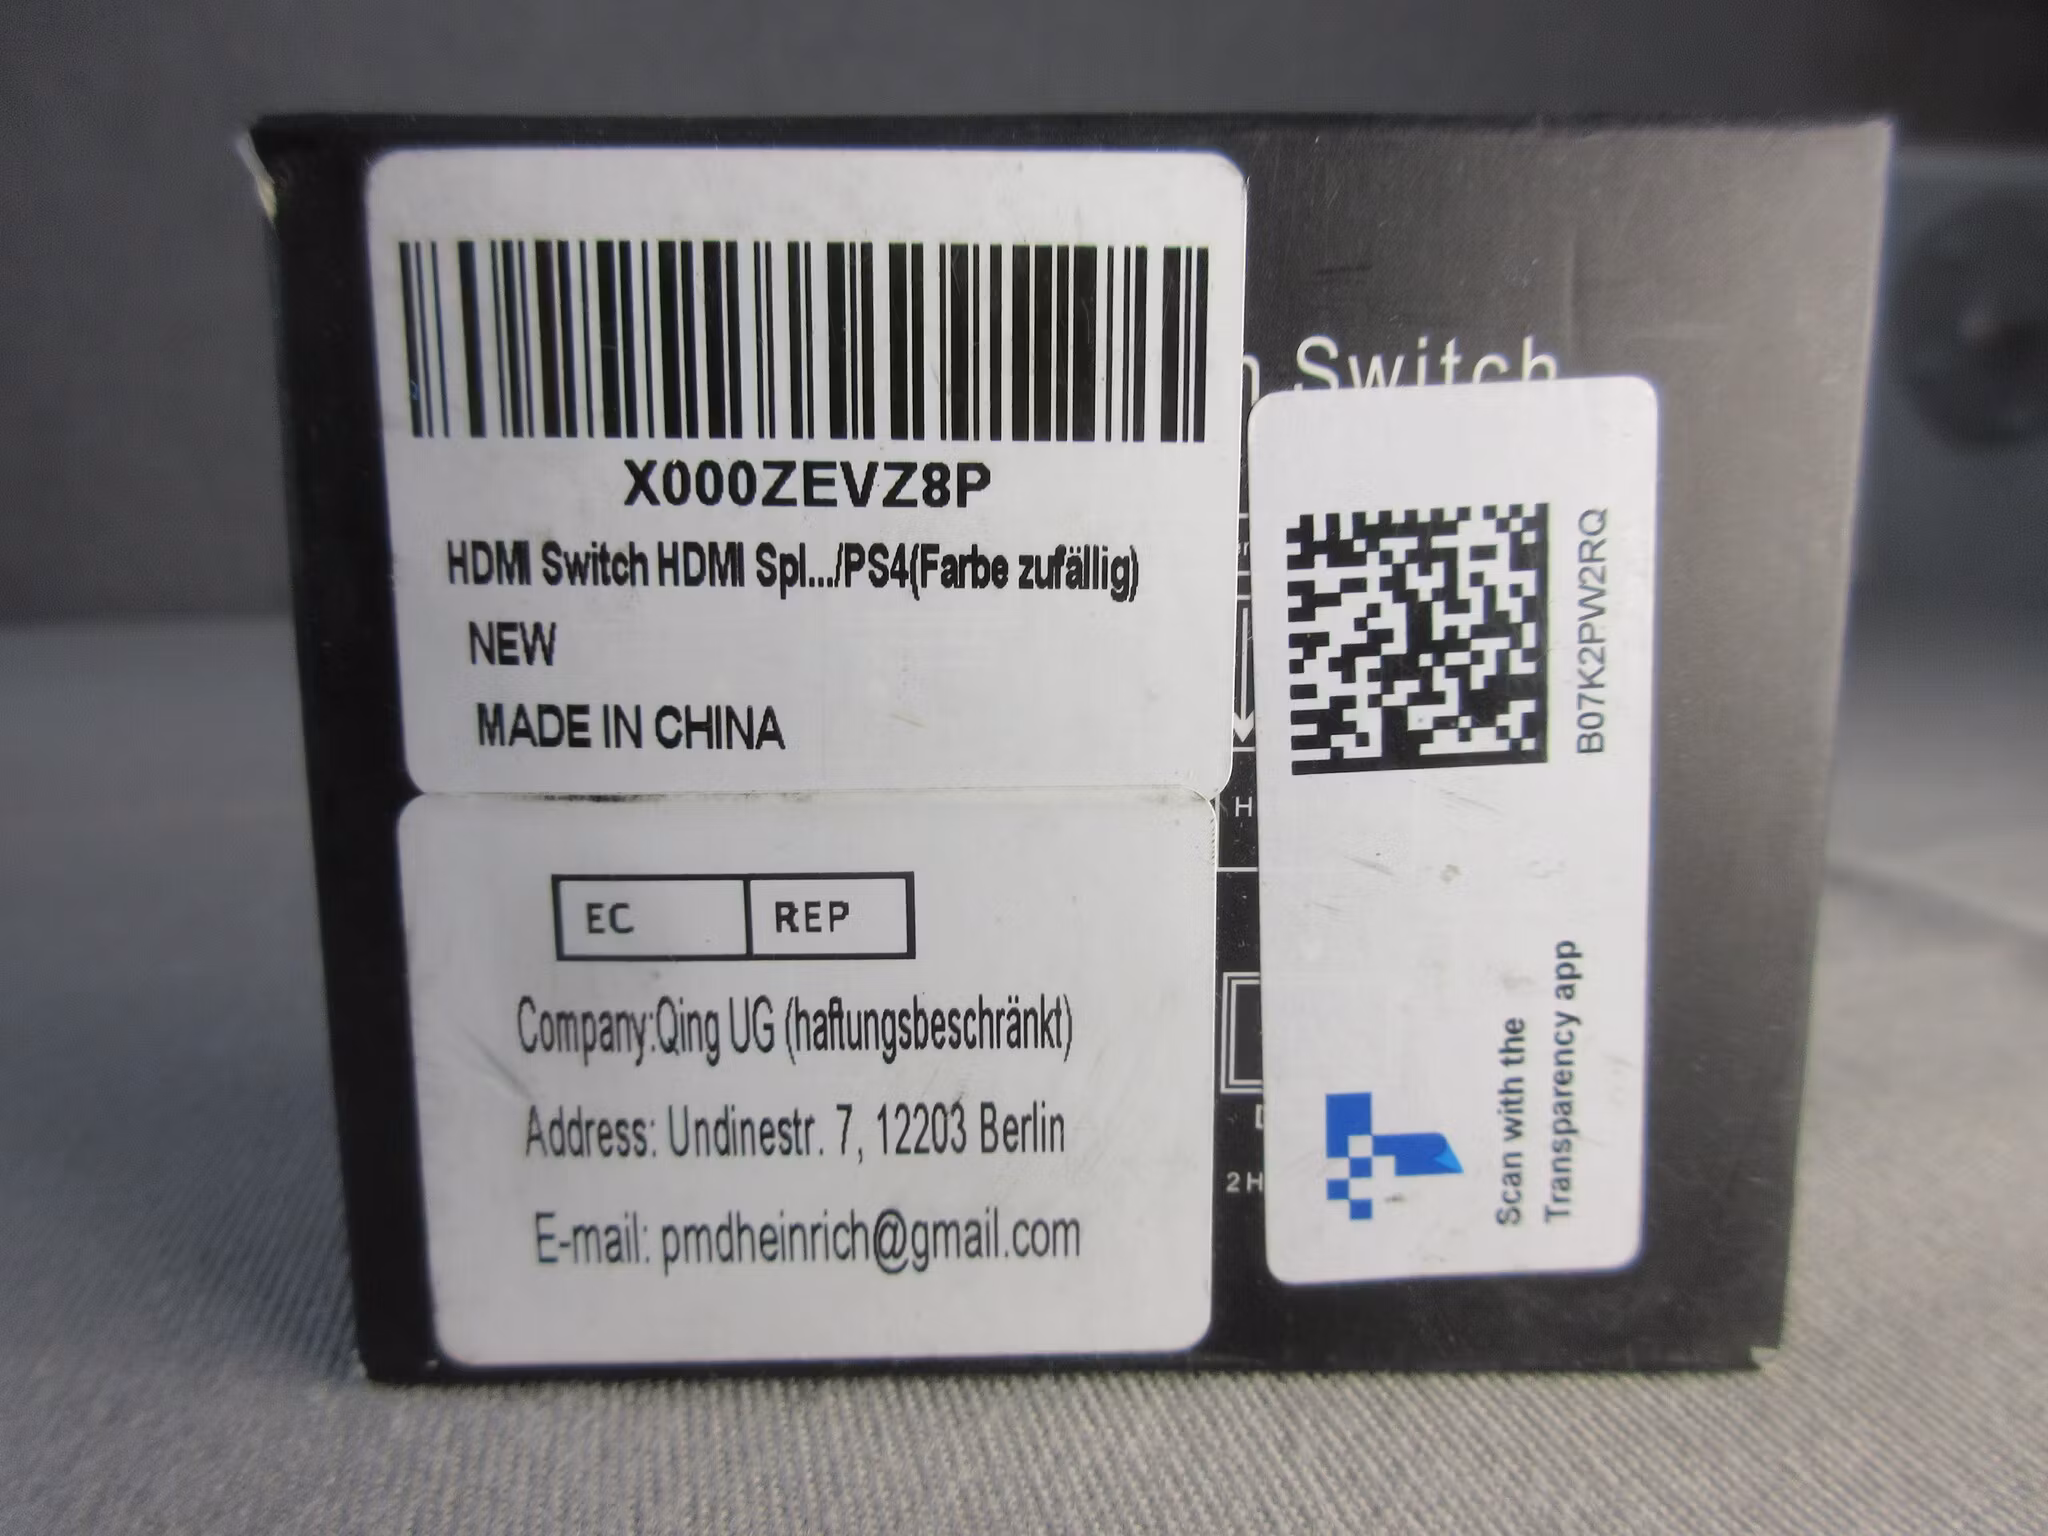 X000ZEVZ8P
HDMI Switch HDMI Spl.../PS4(Farbe zufällig)
NEW
MADE IN CHINA
EC REP
Company:Qing UG (haftungsbeschränkt)
Address: Undinestr. 7, 12203 Berlin
E-mail: pmdheinrich@gmail.com
Switch
H
2H
B07K2PW2RQ
Scan with the
Transparency app